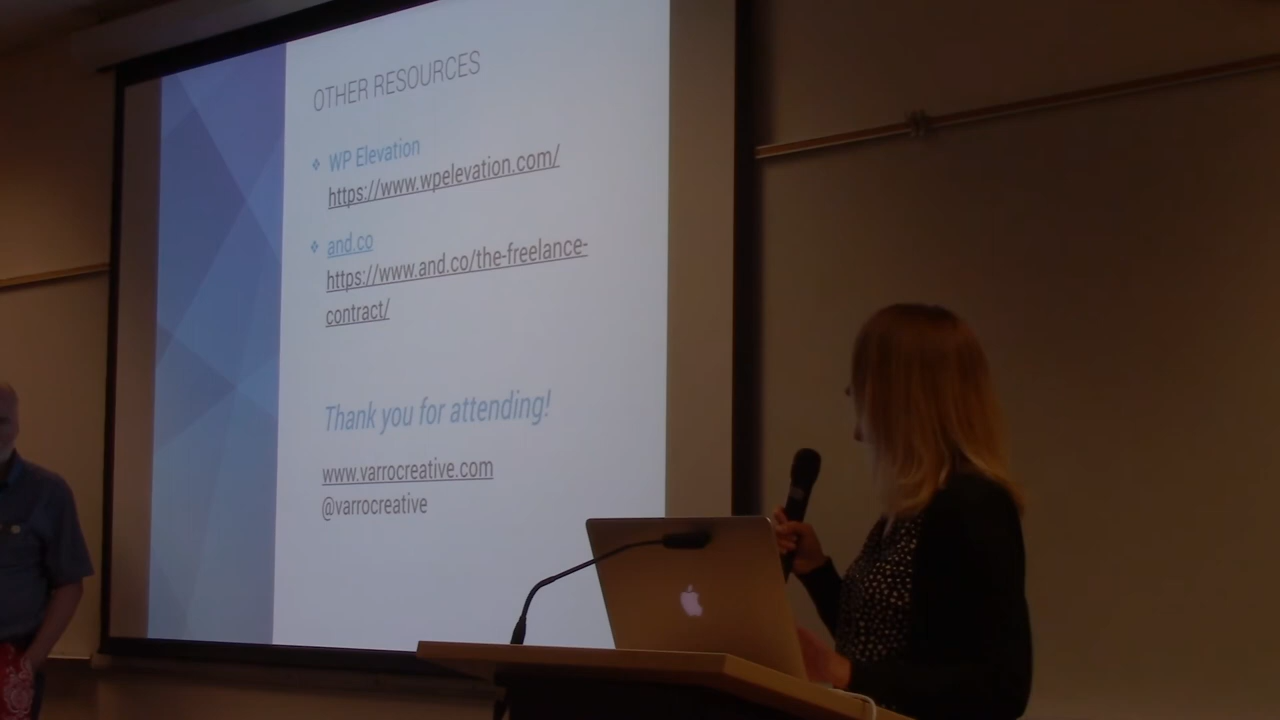 OTHER RESOURCES
WP Elevation
https://www.wpelevation.com/
and.co
https://www.and.co/the-freelance-
contract/
Thank you for attending!
www.varrocreative.com
@varrocreative